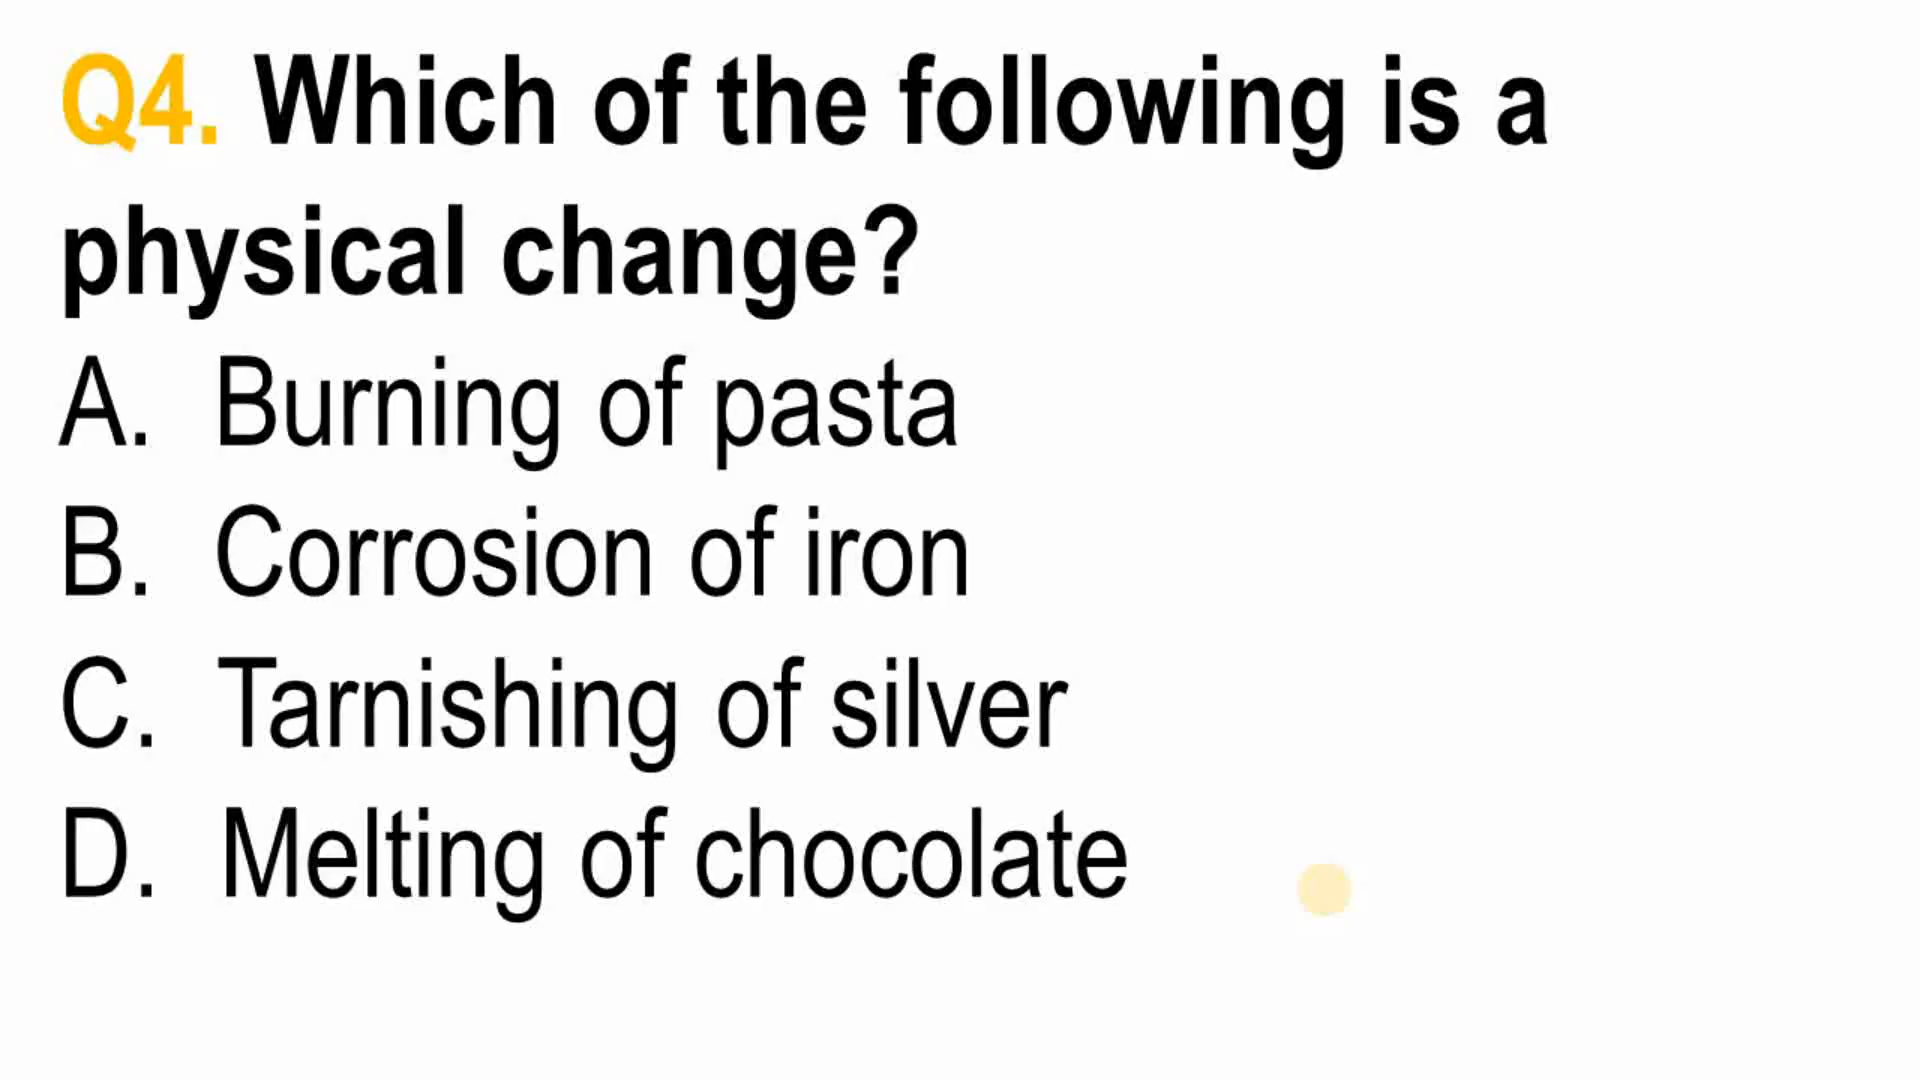 Q4. Which of the following is a
physical change?
A. Burning of pasta
B. Corrosion of iron
C. Tarnishing of silver
D. Melting of chocolate